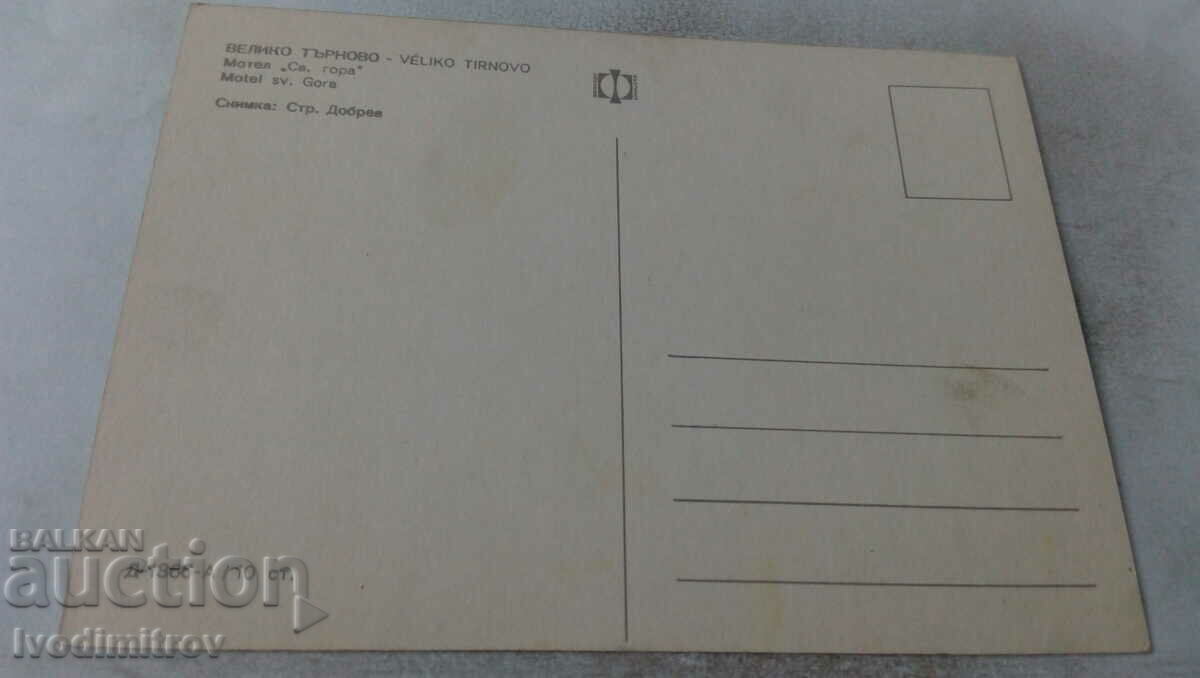 ВЕЛИКО ТЪРНОВО - VÉLIKO TIRNOVO
Мотел „Св. гора"
Motel sv. Gora
Снимка: Стр. Добрев
/10 ст.
BALKAN
auction
Ivodimitrov